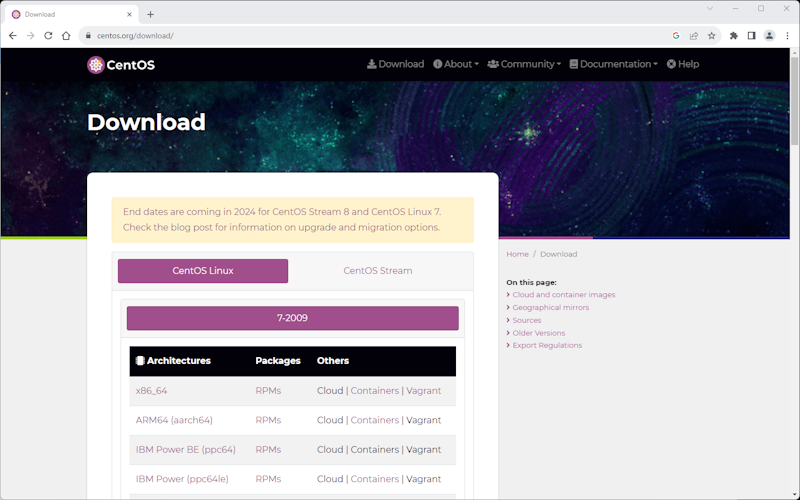 Download
centos.org/download/
CentOS
Download About Community Documentation Help
Download
End dates are coming in 2024 for CentOS Stream 8 and CentOS Linux 7.
Check the blog post for information on upgrade and migration options.
CentOS Linux CentOS Stream
7-2009
Architectures Packages Others
x86_64 RPMs Cloud | Containers | Vagrant
ARM64 (aarch64) RPMs Cloud | Containers | Vagrant
IBM Power BE (ppc64) RPMs Cloud | Containers | Vagrant
IBM Power (ppc64le) RPMs Cloud | Containers | Vagrant
Home / Download
On this page:
Cloud and container images
Geographical mirrors
Sources
Older Versions
Export Regulations